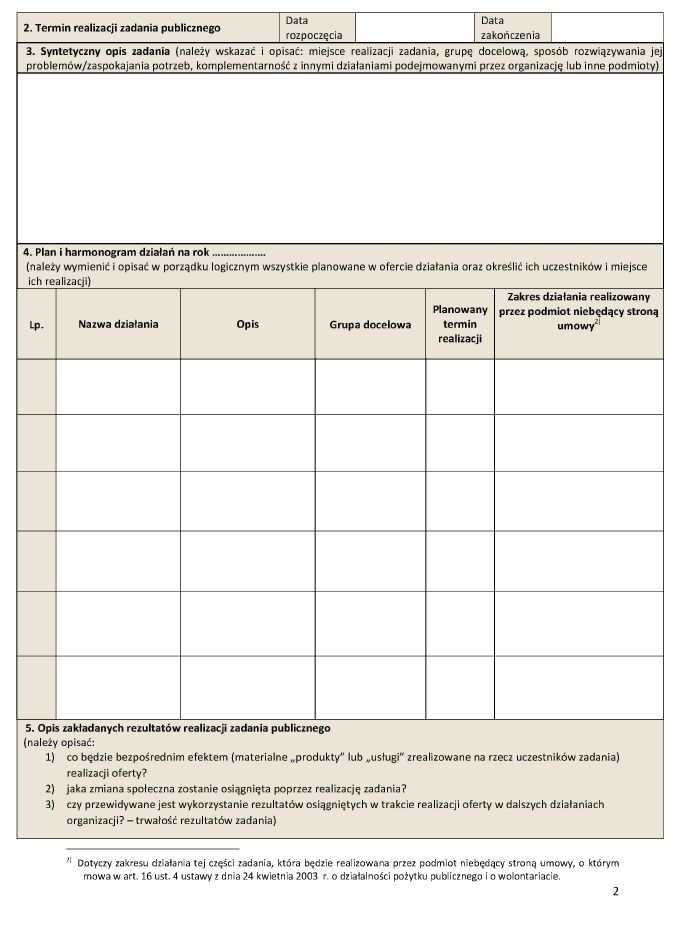 2. Termin realizacji zadania publicznego
Data
rozpoczęcia
Data
zakończenia
3. Syntetyczny opis zadania (należy wskazać i opisać: miejsce realizacji zadania, grupę docelową, sposób rozwiązywania jej
problemów/zaspokajania potrzeb, komplementarność z innymi działaniami podejmowanymi przez organizację lub inne podmioty)
4. Plan i harmonogram działań na rok ……………….
(należy wymienić i opisać w porządku logicznym wszystkie planowane w ofercie działania oraz określić ich uczestników i miejsce
ich realizacji)
Lp.
Nazwa działania
Opis
Grupa docelowa
Planowany
termin
realizacji
Zakres działania realizowany
przez podmiot niebędący stroną
umowy2)
5. Opis zakładanych rezultatów realizacji zadania publicznego
(należy opisać:
1) co będzie bezpośrednim efektem (materialne „produkty” lub „usługi” zrealizowane na rzecz uczestników zadania)
realizacji oferty?
2) jaka zmiana społeczna zostanie osiągnięta poprzez realizację zadania?
3) czy przewidywane jest wykorzystanie rezultatów osiągniętych w trakcie realizacji oferty w dalszych działaniach
organizacji? – trwałość rezultatów zadania)
2) Dotyczy zakresu działania tej części zadania, która będzie realizowana przez podmiot niebędący stroną umowy, o którym
mowa w art. 16 ust. 4 ustawy z dnia 24 kwietnia 2003 r. o działalności pożytku publicznego i o wolontariacie.
2